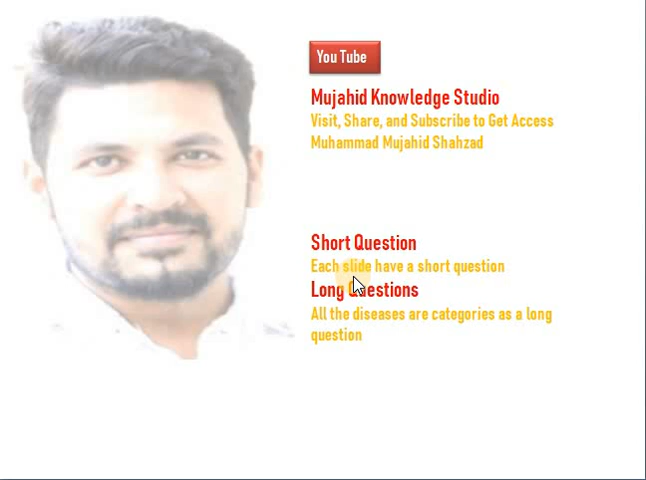 You Tube
Mujahid Knowledge Studio
Visit, Share, and Subscribe to Get Access
Muhammad Mujahid Shahzad
Short Question
Each slide have a short question
Long Questions
All the diseases are categories as a long
question